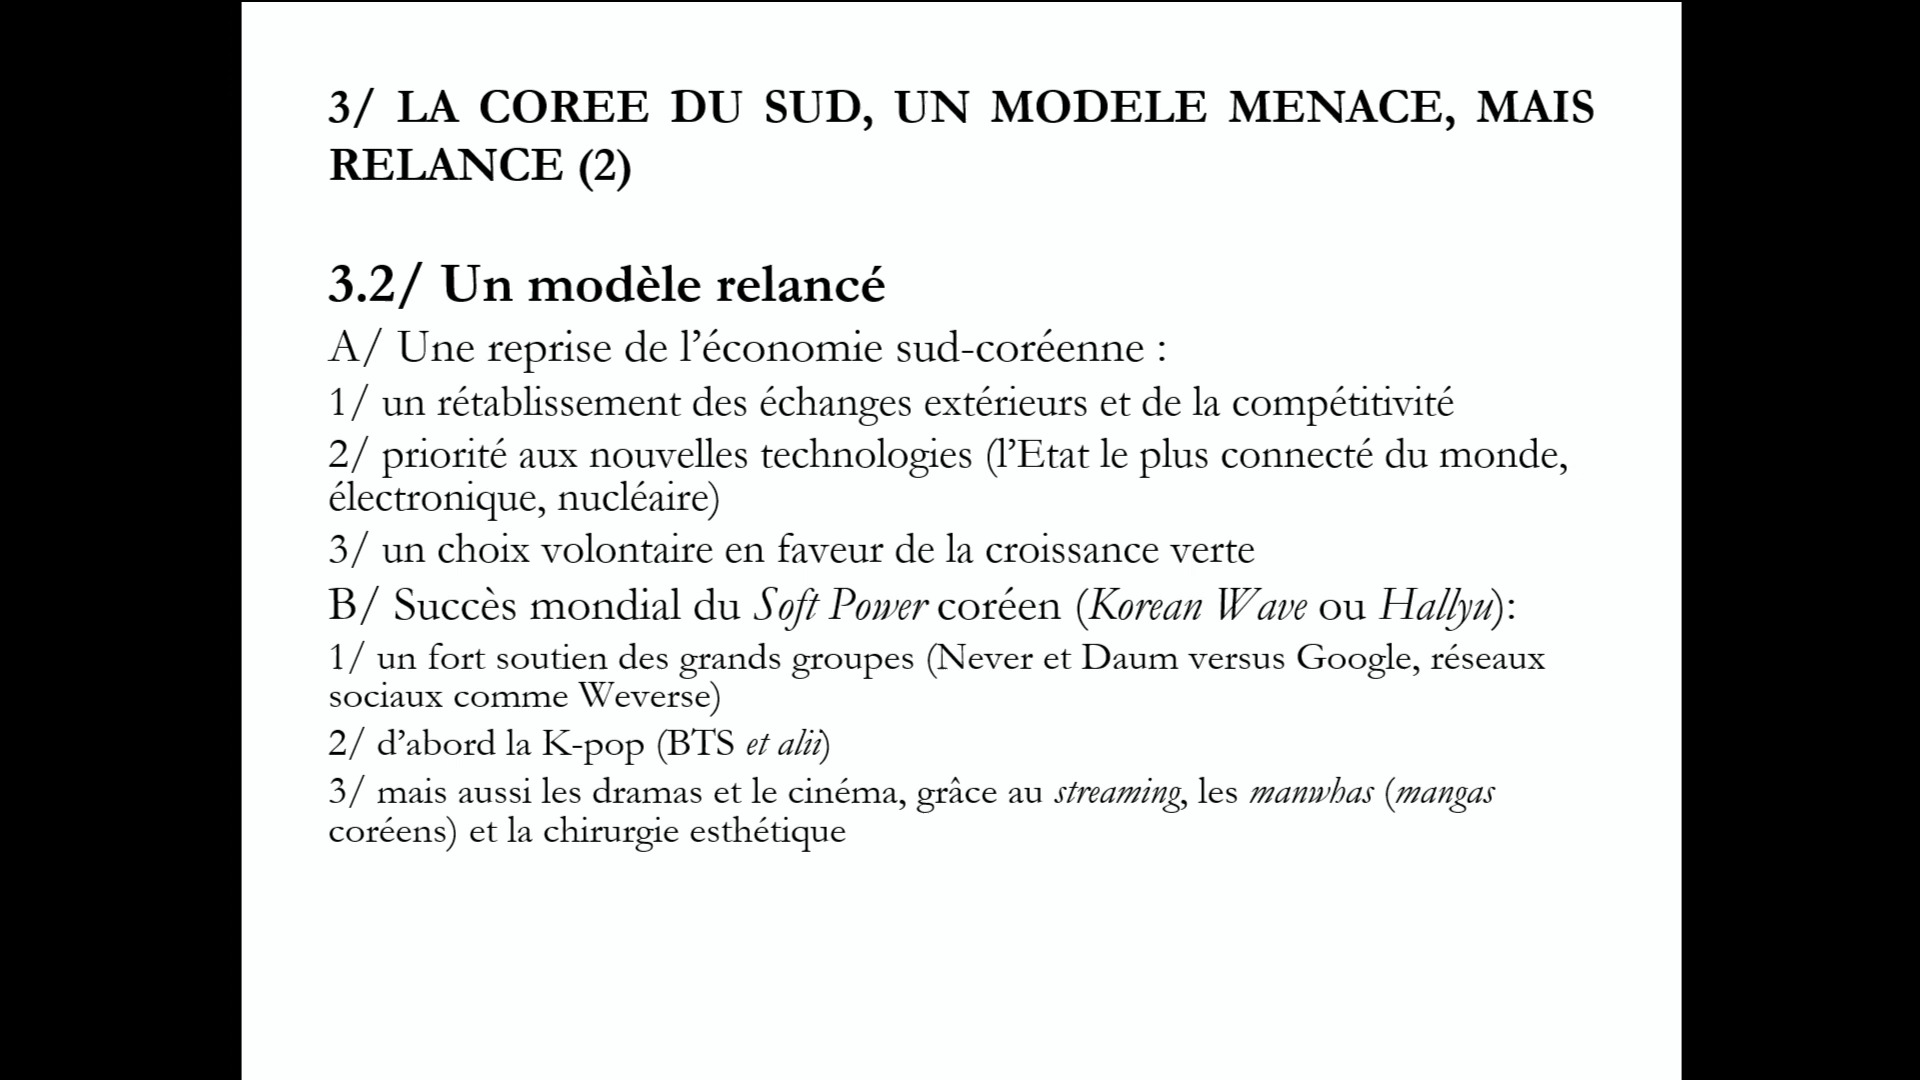 3/ LA COREE DU SUD, UN MODELE MENACE, MAIS
RELANCE (2)
3.2/ Un modèle relancé
A/ Une reprise de l’économie sud-coréenne :
1/ un rétablissement des échanges extérieurs et de la compétitivité
2/ priorité aux nouvelles technologies (l’Etat le plus connecté du monde,
électronique, nucléaire)
3/ un choix volontaire en faveur de la croissance verte
B/ Succès mondial du Soft Power coréen (Korean Wave ou Hallyu):
1/ un fort soutien des grands groupes (Never et Daum versus Google, réseaux
sociaux comme Weverse)
2/ d’abord la K-pop (BTS et alii)
3/ mais aussi les dramas et le cinéma, grâce au streaming, les manwhas (mangas
coréens) et la chirurgie esthétique